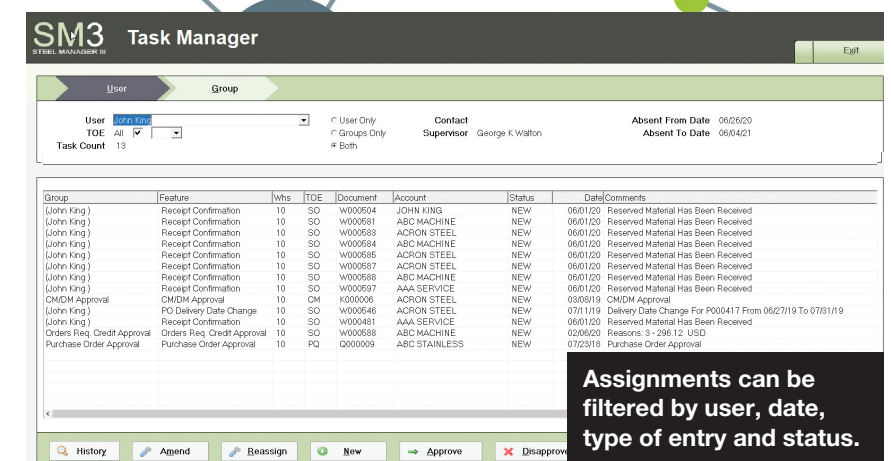 SM3 Task Manager
STEEL MANAGER III
Exit
User Group
User John King User Only Contact Absent From Date 06/26/20
TOE All Groups Only Supervisor George K Walton Absent To Date 06/04/21
Task Count 13 Both
Group Feature Whs TOE Document Account Status Date Comments
(John King ) Receipt Confirmation 10 SO W000504 JOHN KING NEW 06/01/20 Reserved Material Has Been Received
(John King ) Receipt Confirmation 10 SO W000581 ABC MACHINE NEW 06/01/20 Reserved Material Has Been Received
(John King ) Receipt Confirmation 10 SO W000583 ACRON STEEL NEW 06/01/20 Reserved Material Has Been Received
(John King ) Receipt Confirmation 10 SO W000584 ABC MACHINE NEW 06/01/20 Reserved Material Has Been Received
(John King ) Receipt Confirmation 10 SO W000585 ACRON STEEL NEW 06/01/20 Reserved Material Has Been Received
(John King ) Receipt Confirmation 10 SO W000587 ACRON STEEL NEW 06/01/20 Reserved Material Has Been Received
(John King ) Receipt Confirmation 10 SO W000588 ABC MACHINE NEW 06/01/20 Reserved Material Has Been Received
(John King ) Receipt Confirmation 10 SO W000597 AAA SERVICE NEW 06/01/20 Reserved Material Has Been Received
CM/DM Approval CM/DM Approval 10 CM K000006 ACRON STEEL NEW 03/08/19 CM/DM Approval
(John King ) PO Delivery Date Change 10 SO W000546 ACRON STEEL NEW 07/11/19 Delivery Date Change For P000417 From 06/27/19 To 07/31/19
(John King ) Receipt Confirmation 10 SO W000481 AAA SERVICE NEW 06/01/20 Reserved Material Has Been Received
Orders Req. Credit Approval Orders Req. Credit Approval 10 SO W000588 ABC MACHINE NEW 02/06/20 Reasons: 3 - 296.12 USD
Purchase Order Approval Purchase Order Approval 10 PQ Q000009 ABC STAINLESS NEW 07/23/18 Purchase Order Approval
Assignments can be
filtered by user, date,
type of entry and status.
History Amend Reassign New Approve Disapprove